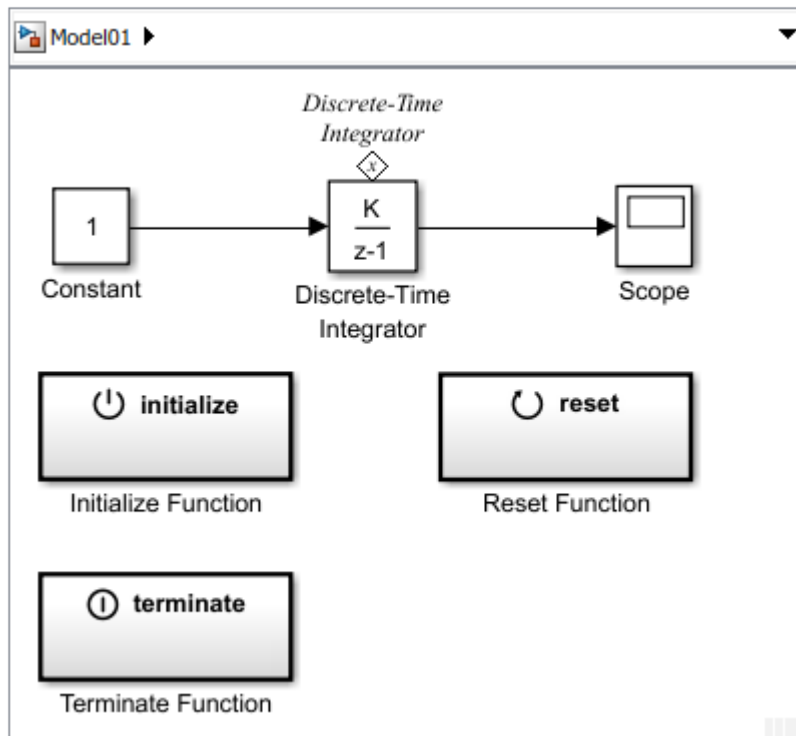 Model01
Discrete-Time
Integrator
x
1
K
z-1
Constant
Discrete-Time
Integrator
Scope
initialize
reset
Initialize Function
Reset Function
terminate
Terminate Function